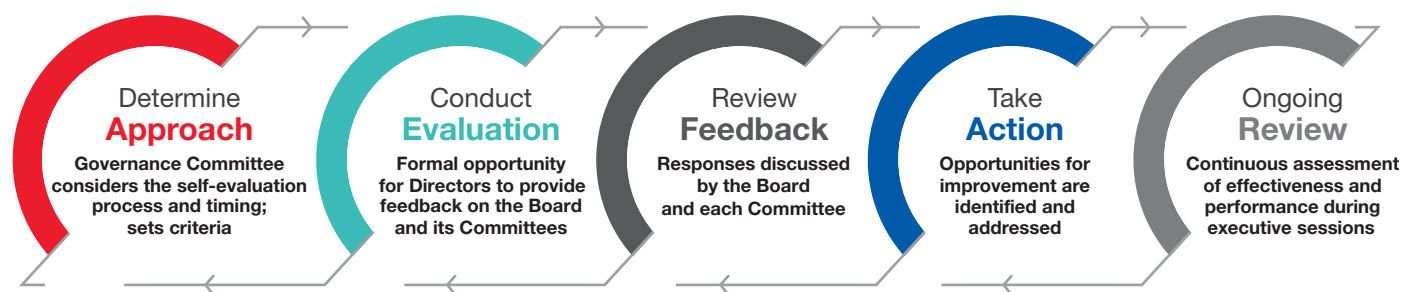 Determine
Approach
Governance Committee
considers the self-evaluation
process and timing;
sets criteria
Conduct
Evaluation
Formal opportunity
for Directors to provide
feedback on the Board
and its Committees
Review
Feedback
Responses discussed
by the Board
and each Committee
Take
Action
Opportunities for
improvement are
identified and
addressed
Ongoing
Review
Continuous assessment
of effectiveness and
performance during
executive sessions